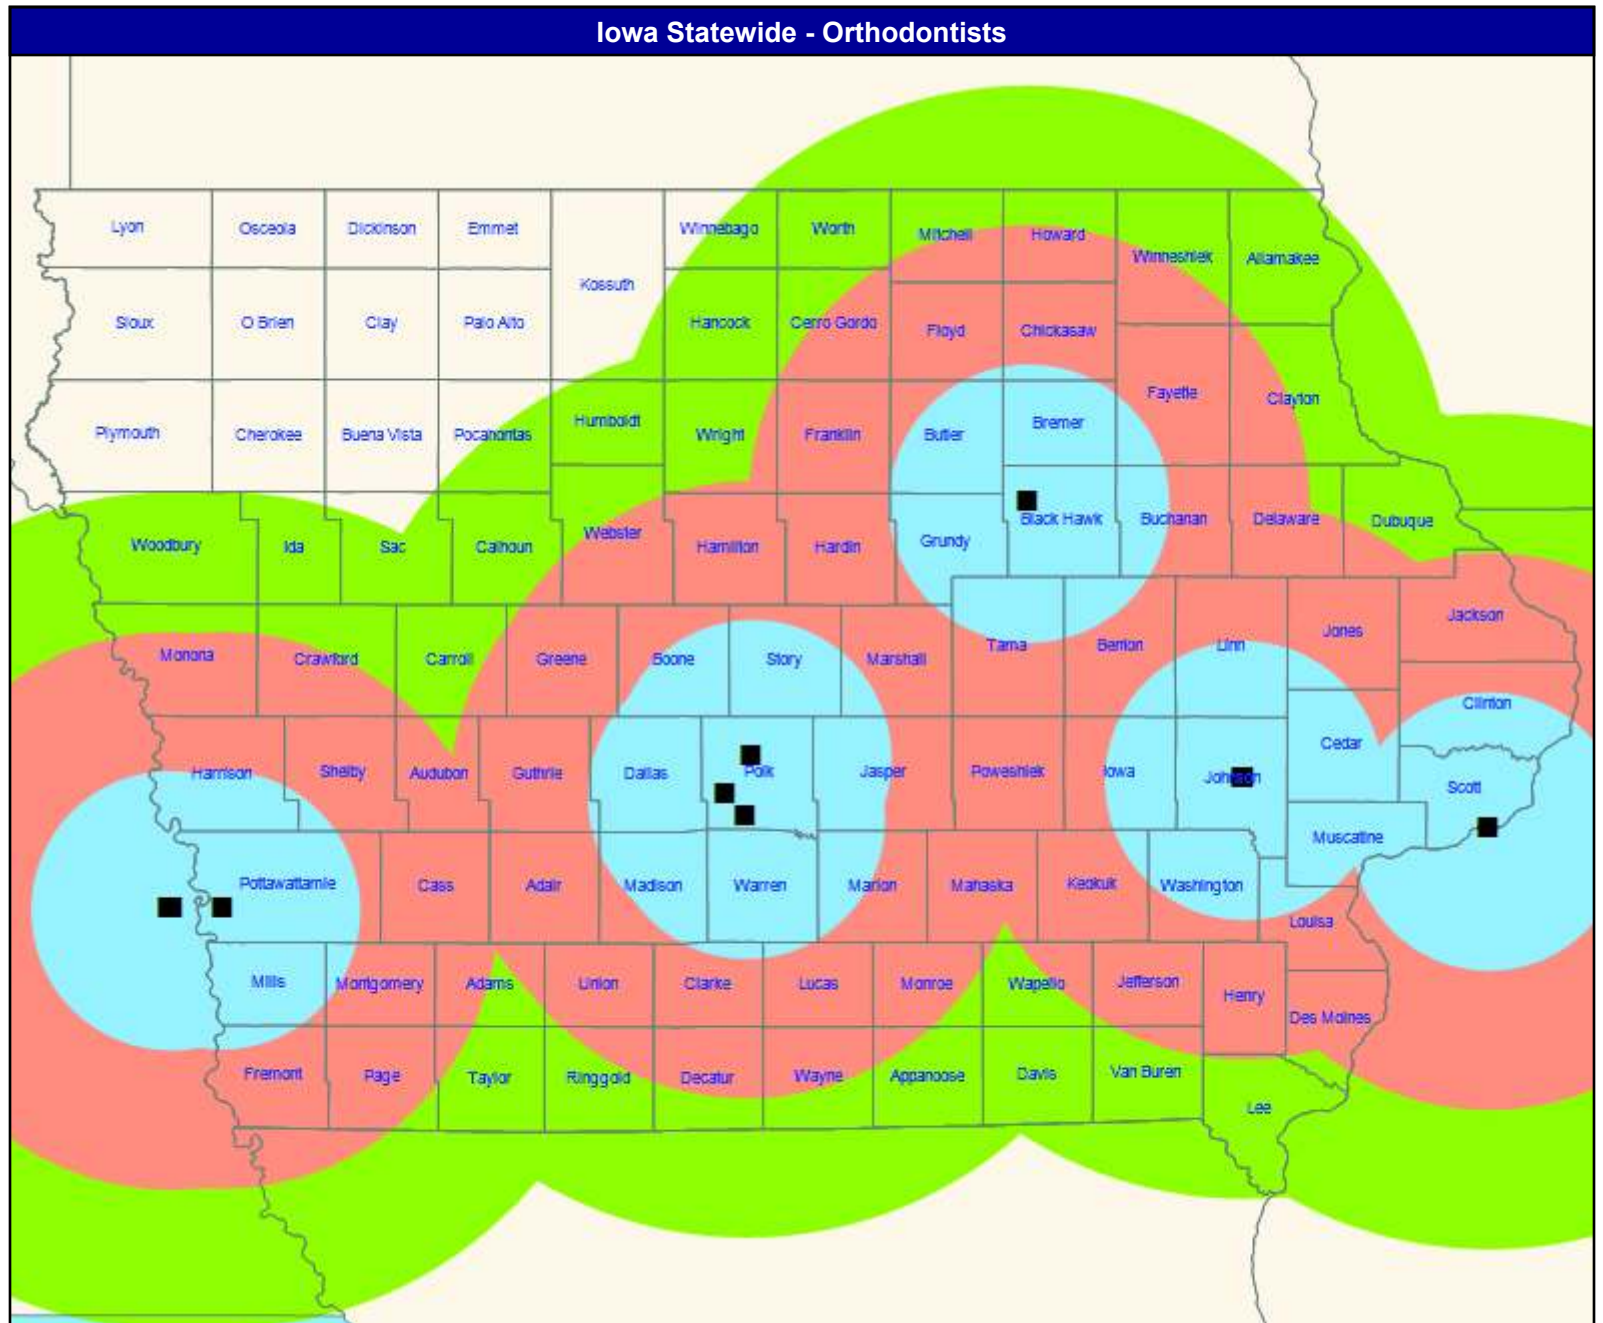 Iowa Statewide - Orthodontists
Lyon
Osceola
Dickinson
Emmet
Winnebago
Worth
Mitchell
Howard
Winneshiek
Allamakee
Kossuth
Sioux
O Brien
Clay
Palo Alto
Hancock
Cerro Gordo
Floyd
Chickasaw
Fayette
Clayton
Plymouth
Cherokee
Buena Vista
Pocahontas
Humboldt
Wright
Franklin
Butler
Bremer
Woodbury
Ida
Sac
Calhoun
Webster
Hamilton
Hardin
Grundy
Black Hawk
Buchanan
Delaware
Dubuque
Monona
Crawford
Carroll
Greene
Boone
Story
Marshall
Tama
Benton
Linn
Jones
Jackson
Clinton
Harrison
Shelby
Audubon
Guthrie
Dallas
Polk
Jasper
Poweshiek
Iowa
Johnson
Cedar
Scott
Muscatine
Pottawattamie
Cass
Adair
Madison
Warren
Marion
Mahaska
Keokuk
Washington
Louisa
Mills
Montgomery
Adams
Union
Clarke
Lucas
Monroe
Wapello
Jefferson
Henry
Des Moines
Fremont
Page
Taylor
Ringgold
Decatur
Wayne
Appanoose
Davis
Van Buren
Lee